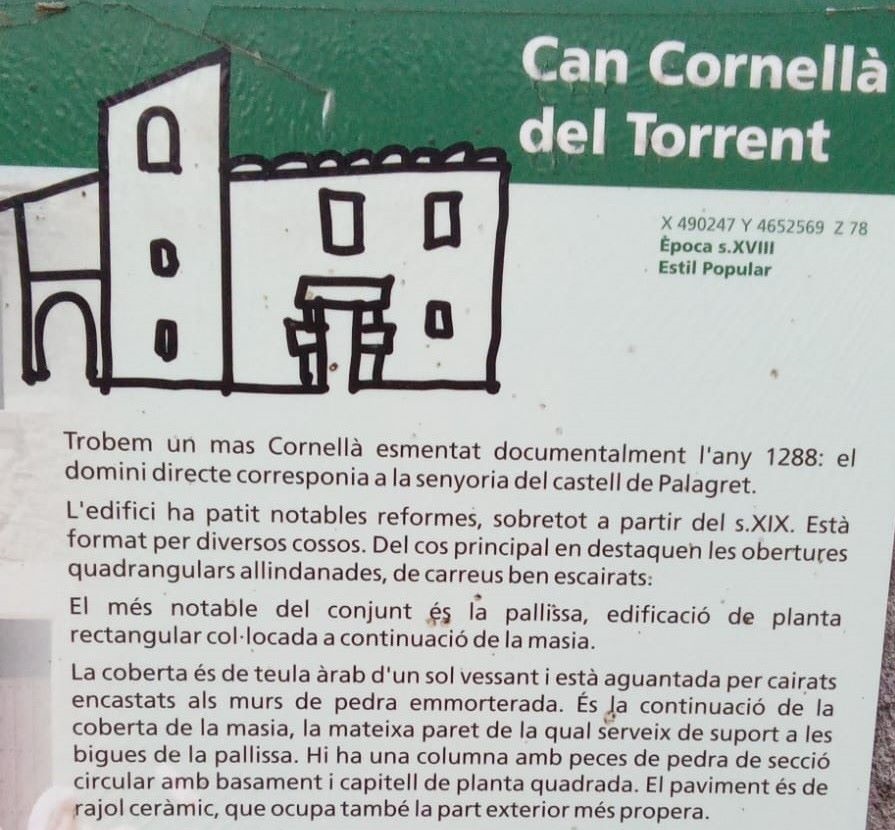 Can Cornellà
del Torrent
X 490247 Y 4652569 Z 78
Època s.XVIII
Estil Popular
Trobem un mas Cornellà esmentat documentalment l'any 1288: el
domini directe corresponia a la senyoria del castell de Palagret.
L'edifici ha patit notables reformes, sobretot a partir del s.XIX. Està
format per diversos cossos. Del cos principal en destaquen les obertures
quadrangulars allindanades, de carreus ben escairats.
El més notable del conjunt és la pallissa, edificació de planta
rectangular col·locada a continuació de la masia.
La coberta és de teula àrab d'un sol vessant i està aguantada per cairats
encastats als murs de pedra emmorterada. És la continuació de la
coberta de la masia, la mateixa paret de la qual serveix de suport a les
bigues de la pallissa. Hi ha una columna amb peces de pedra de secció
circular amb basament i capitell de planta quadrada. El paviment és de
rajol ceràmic, que ocupa també la part exterior més propera.